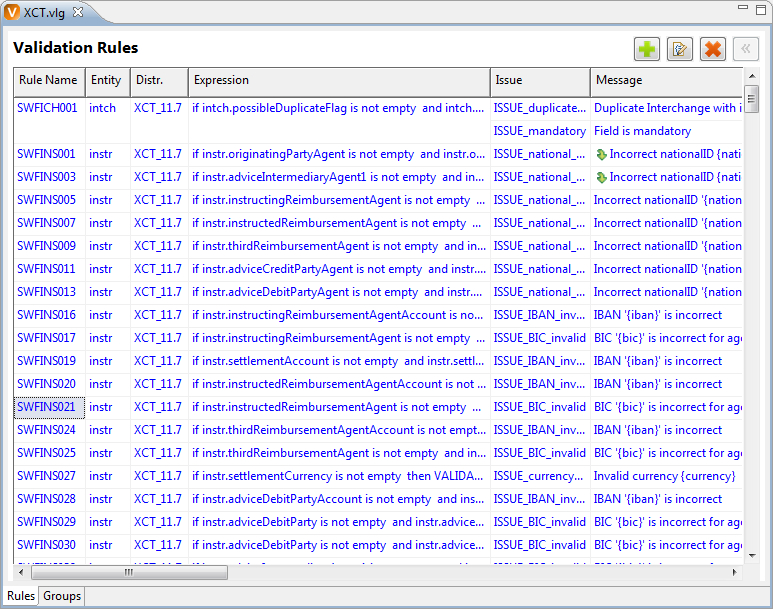 XCT.vlg
Validation Rules
Rule Name Entity Distr. Expression Issue Message
SWFICH001 intch XCT_11.7 if intch.possibleDuplicateFlag is not empty and intch.... ISSUE_duplicate... Duplicate Interchange with i
ISSUE_mandatory Field is mandatory
SWFINS001 instr XCT_11.7 if instr.originatingPartyAgent is not empty and instr.o... ISSUE_national_... Incorrect nationalID {nati
SWFINS003 instr XCT_11.7 if instr.adviceIntermediaryAgent1 is not empty and in... ISSUE_national_... Incorrect nationalID {nati
SWFINS005 instr XCT_11.7 if instr.instructingReimbursementAgent is not empty ... ISSUE_national_... Incorrect nationalID '{nation
SWFINS007 instr XCT_11.7 if instr.instructedReimbursementAgent is not empty ... ISSUE_national_... Incorrect nationalID '{nation
SWFINS009 instr XCT_11.7 if instr.thirdReimbursementAgent is not empty and in... ISSUE_national_... Incorrect nationalID '{nation
SWFINS011 instr XCT_11.7 if instr.adviceCreditPartyAgent is not empty and instr.... ISSUE_national_... Incorrect nationalID '{nation
SWFINS013 instr XCT_11.7 if instr.adviceDebitPartyAgent is not empty and instr.... ISSUE_national_... Incorrect nationalID '{nation
SWFINS016 instr XCT_11.7 if instr.instructingReimbursementAgentAccount is no... ISSUE_IBAN_inv... IBAN '{iban}' is incorrect
SWFINS017 instr XCT_11.7 if instr.instructingReimbursementAgent is not empty ... ISSUE_BIC_invalid BIC '{bic}' is incorrect for age
SWFINS019 instr XCT_11.7 if instr.settlementAccount is not empty and instr.settl... ISSUE_IBAN_inv... IBAN '{iban}' is incorrect
SWFINS020 instr XCT_11.7 if instr.instructedReimbursementAgentAccount is not ... ISSUE_IBAN_inv... IBAN '{iban}' is incorrect
SWFINS021 instr XCT_11.7 if instr.instructedReimbursementAgent is not empty ... ISSUE_BIC_invalid BIC '{bic}' is incorrect for age
SWFINS024 instr XCT_11.7 if instr.thirdReimbursementAgentAccount is not empt... ISSUE_IBAN_inv... IBAN '{iban}' is incorrect
SWFINS025 instr XCT_11.7 if instr.thirdReimbursementAgent is not empty and in... ISSUE_BIC_invalid BIC '{bic}' is incorrect for age
SWFINS027 instr XCT_11.7 if instr.settlementCurrency is not empty then VALIDA... ISSUE_currency... Invalid currency {currency}
SWFINS028 instr XCT_11.7 if instr.adviceDebitPartyAccount is not empty and ins... ISSUE_IBAN_inv... IBAN '{iban}' is incorrect
SWFINS029 instr XCT_11.7 if instr.adviceDebitParty is not empty and instr.advice... ISSUE_BIC_invalid BIC '{bic}' is incorrect for age
SWFINS030 instr XCT_11.7 if instr.adviceDebitParty is not empty and instr.advice... ISSUE_BIC_invalid BIC '{bic}' is incorrect for age
Rules Groups